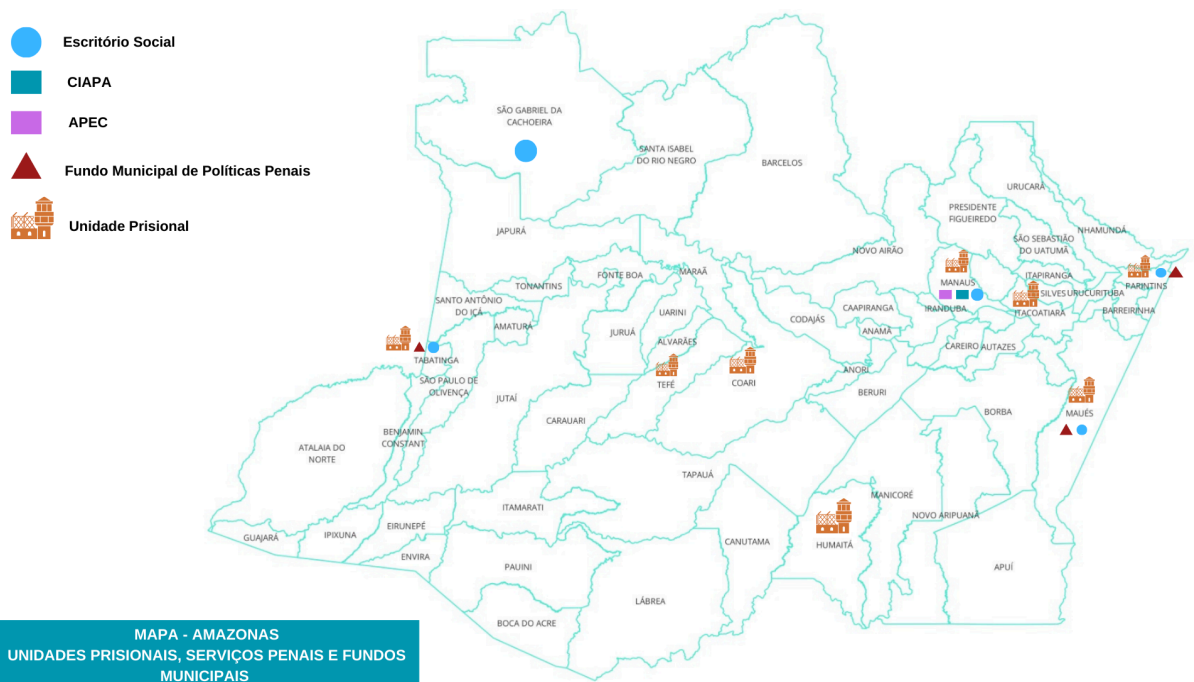 Escritório Social
CIAPA
APEC
Fundo Municipal de Políticas Penais
Unidade Prisional
SÃO GABRIEL DA
CACHOEIRA
SANTA ISABEL
DO RIO NEGRO
BARCELOS
URUCARÁ
PRESIDENTE
FIGUEIREDO
NHAMUNDÁ
SÃO SEBASTIÃO
DO UATUMÃ
JAPURÁ
NOVO AIRÃO
FONTE BOA
MARAÃ
TONANTINS
MANAUS
ITAPIRANGA
PARINTINS
SILVES
URUCURITUBA
SANTO ANTÔNIO
DO IÇÁ
IRANDUBA
ITACOATIARA
BARREIRINHA
CAAPIRANGA
UARINI
AMATURÁ
JURUÁ
CODAJÁS
ANAMÃ
ALVARÃES
CAREIRO
AUTAZES
TABATINGA
ANORI
SÃO PAULO DE
OLIVENÇA
TEFÉ
COARI
BERURI
JUTAÍ
BORBA
MAUÉS
CARAUARI
BENJAMIN
CONSTANT
ATALAIA DO
NORTE
TAPAUÁ
MANICORÉ
ITAMARATI
NOVO ARIPUANÃ
EIRUNEPÉ
IPIXUNA
GUAJARÁ
CANUTAMA
HUMAITÁ
ENVIRA
PAUINI
APUÍ
LÁBREA
BOCA DO ACRE
MAPA - AMAZONAS
UNIDADES PRISIONAIS, SERVIÇOS PENAIS E FUNDOS
MUNICIPAIS